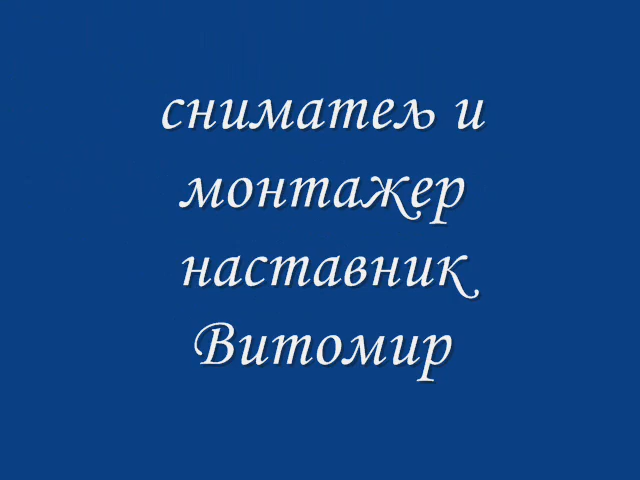 сниматељ и
монтажер
наставник
Витомир